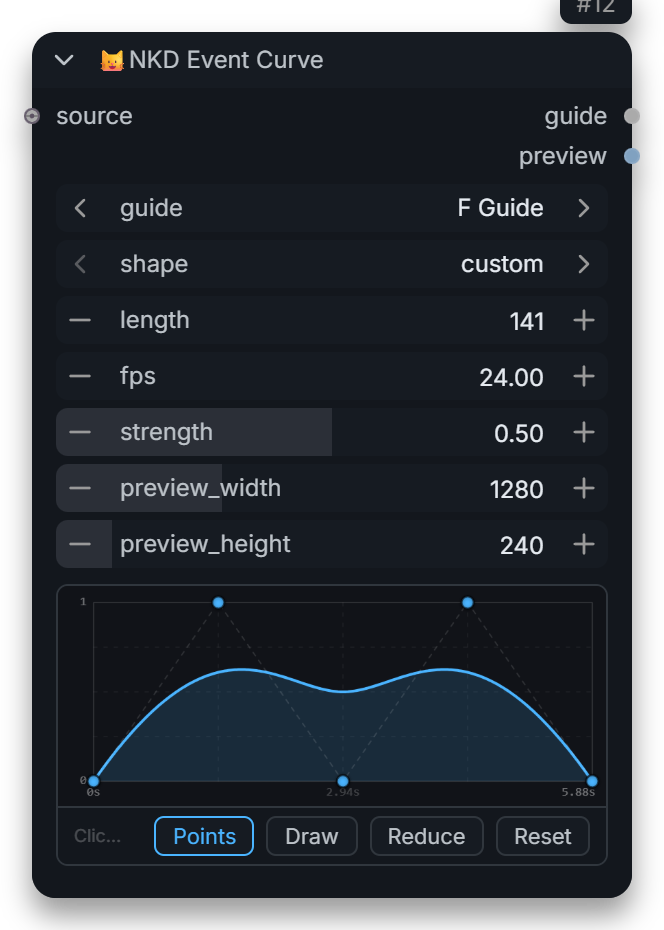 #12
NKD Event Curve
source
guide
preview
guide F Guide
shape custom
length 141
fps 24.00
strength 0.50
preview_width 1280
preview_height 240
1
0
0s 2.94s 5.88s
Clic... Points Draw Reduce Reset